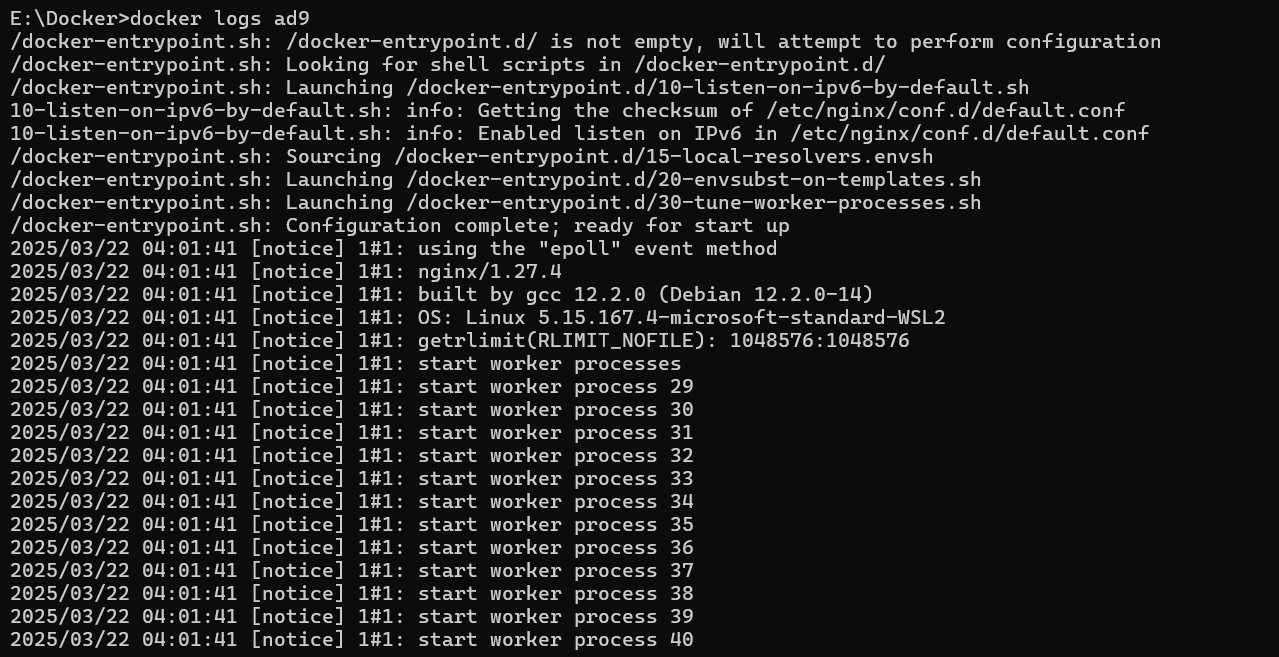 E:\Docker>docker logs ad9
/docker-entrypoint.sh: /docker-entrypoint.d/ is not empty, will attempt to perform configuration
/docker-entrypoint.sh: Looking for shell scripts in /docker-entrypoint.d/
/docker-entrypoint.sh: Launching /docker-entrypoint.d/10-listen-on-ipv6-by-default.sh
10-listen-on-ipv6-by-default.sh: info: Getting the checksum of /etc/nginx/conf.d/default.conf
10-listen-on-ipv6-by-default.sh: info: Enabled listen on IPv6 in /etc/nginx/conf.d/default.conf
/docker-entrypoint.sh: Sourcing /docker-entrypoint.d/15-local-resolvers.envsh
/docker-entrypoint.sh: Launching /docker-entrypoint.d/20-envsubst-on-templates.sh
/docker-entrypoint.sh: Launching /docker-entrypoint.d/30-tune-worker-processes.sh
/docker-entrypoint.sh: Configuration complete; ready for start up
2025/03/22 04:01:41 [notice] 1#1: using the "epoll" event method
2025/03/22 04:01:41 [notice] 1#1: nginx/1.27.4
2025/03/22 04:01:41 [notice] 1#1: built by gcc 12.2.0 (Debian 12.2.0-14)
2025/03/22 04:01:41 [notice] 1#1: OS: Linux 5.15.167.4-microsoft-standard-WSL2
2025/03/22 04:01:41 [notice] 1#1: getrlimit(RLIMIT_NOFILE): 1048576:1048576
2025/03/22 04:01:41 [notice] 1#1: start worker processes
2025/03/22 04:01:41 [notice] 1#1: start worker process 29
2025/03/22 04:01:41 [notice] 1#1: start worker process 30
2025/03/22 04:01:41 [notice] 1#1: start worker process 31
2025/03/22 04:01:41 [notice] 1#1: start worker process 32
2025/03/22 04:01:41 [notice] 1#1: start worker process 33
2025/03/22 04:01:41 [notice] 1#1: start worker process 34
2025/03/22 04:01:41 [notice] 1#1: start worker process 35
2025/03/22 04:01:41 [notice] 1#1: start worker process 36
2025/03/22 04:01:41 [notice] 1#1: start worker process 37
2025/03/22 04:01:41 [notice] 1#1: start worker process 38
2025/03/22 04:01:41 [notice] 1#1: start worker process 39
2025/03/22 04:01:41 [notice] 1#1: start worker process 40